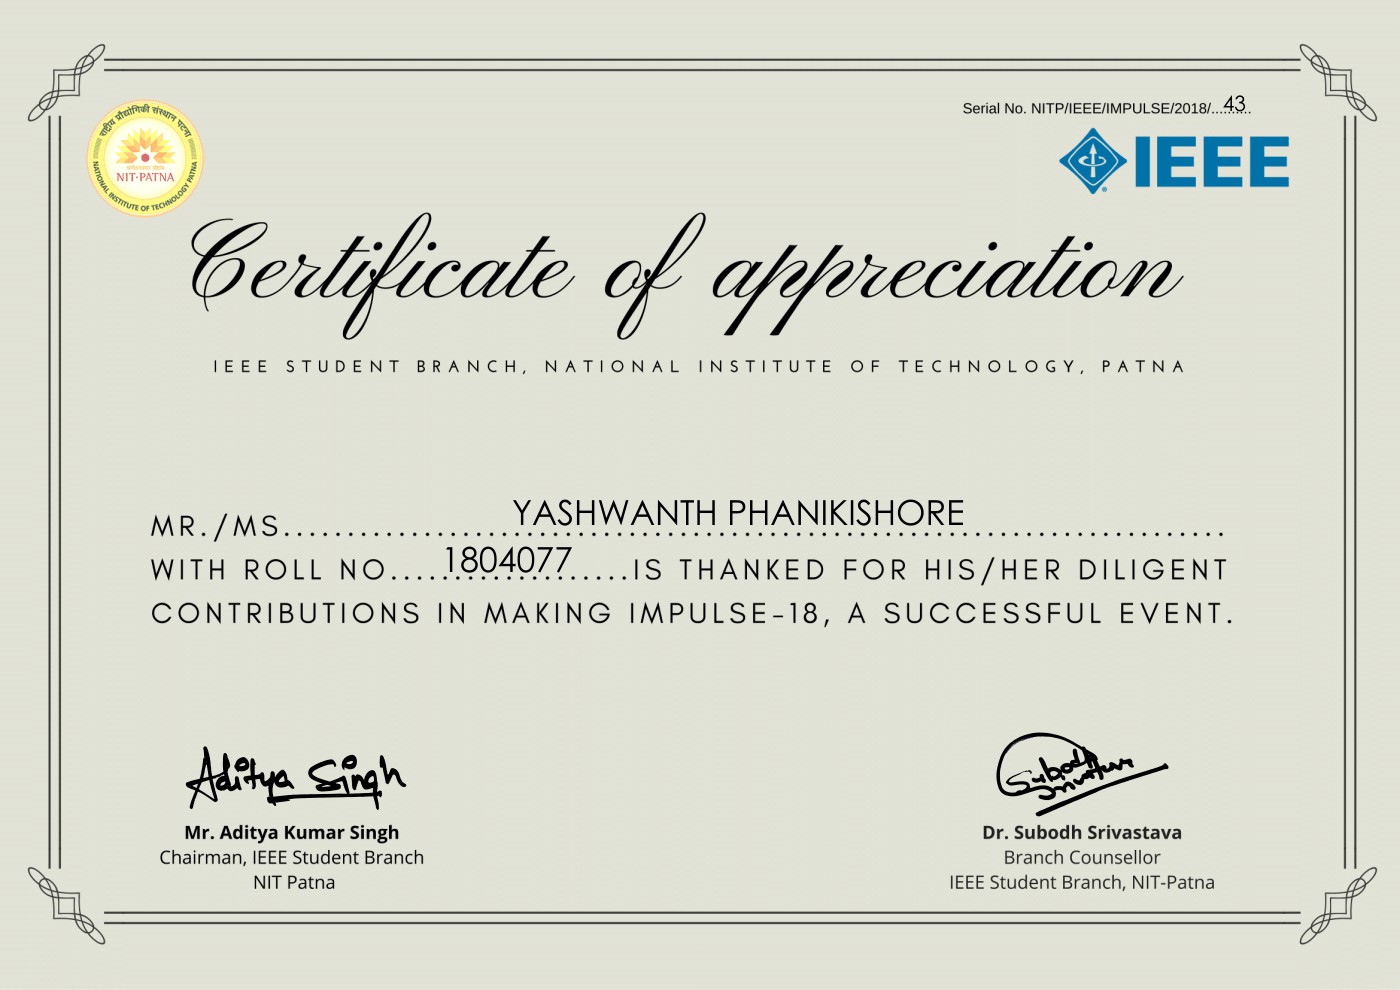 Serial No. NITP/IEEE/IMPULSE/2018/..........43
राष्ट्रीय प्रौद्योगिकी संस्थान पटना
NIT-PATNA
NATIONAL INSTITUTE OF TECHNOLOGY PATNA
IEEE
Certificate of appreciation
IEEE STUDENT BRANCH, NATIONAL INSTITUTE OF TECHNOLOGY, PATNA
MR./MS. YASHWANTH PHANIKISHORE
WITH ROLL NO. 1804077 IS THANKED FOR HIS/HER DILIGENT
CONTRIBUTIONS IN MAKING IMPULSE-18, A SUCCESSFUL EVENT.
Aditya Singh
Mr. Aditya Kumar Singh
Chairman, IEEE Student Branch
NIT Patna
Subodh
Srivastava
Dr. Subodh Srivastava
Branch Counsellor
IEEE Student Branch, NIT-Patna